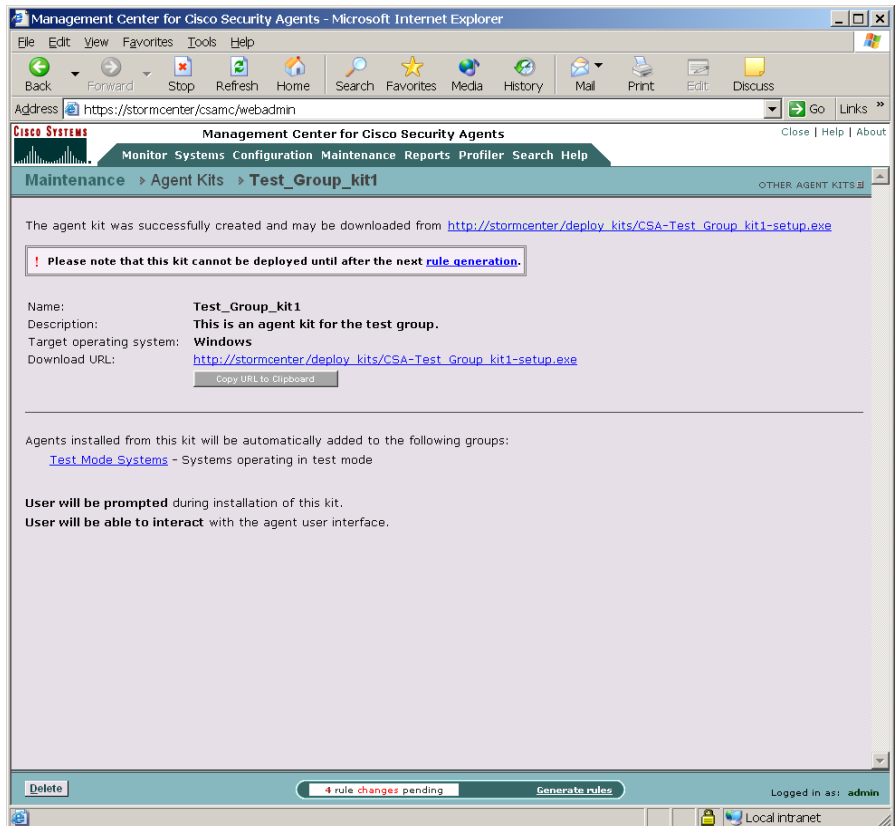 Management Center for Cisco Security Agents - Microsoft Internet Explorer
File Edit View Favorites Tools Help
Back Forward Stop Refresh Home Search Favorites Media History Mail Print Edit Discuss
Address https://stormcenter/csamc/webadmin Go Links »
CISCO SYSTEMS Management Center for Cisco Security Agents Close | Help | About
Monitor Systems Configuration Maintenance Reports Profiler Search Help
Maintenance > Agent Kits > Test_Group_kit1 OTHER AGENT KITS
The agent kit was successfully created and may be downloaded from http://stormcenter/deploy_kits/CSA-Test_Group_kit1-setup.exe
! Please note that this kit cannot be deployed until after the next rule generation.
Name: Test_Group_kit1
Description: This is an agent kit for the test group.
Target operating system: Windows
Download URL: http://stormcenter/deploy_kits/CSA-Test_Group_kit1-setup.exe
Copy URL to Clipboard
Agents installed from this kit will be automatically added to the following groups:
Test Mode Systems - Systems operating in test mode
User will be prompted during installation of this kit.
User will be able to interact with the agent user interface.
Delete 4 rule changes pending Generate rules Logged in as: admin
Local intranet